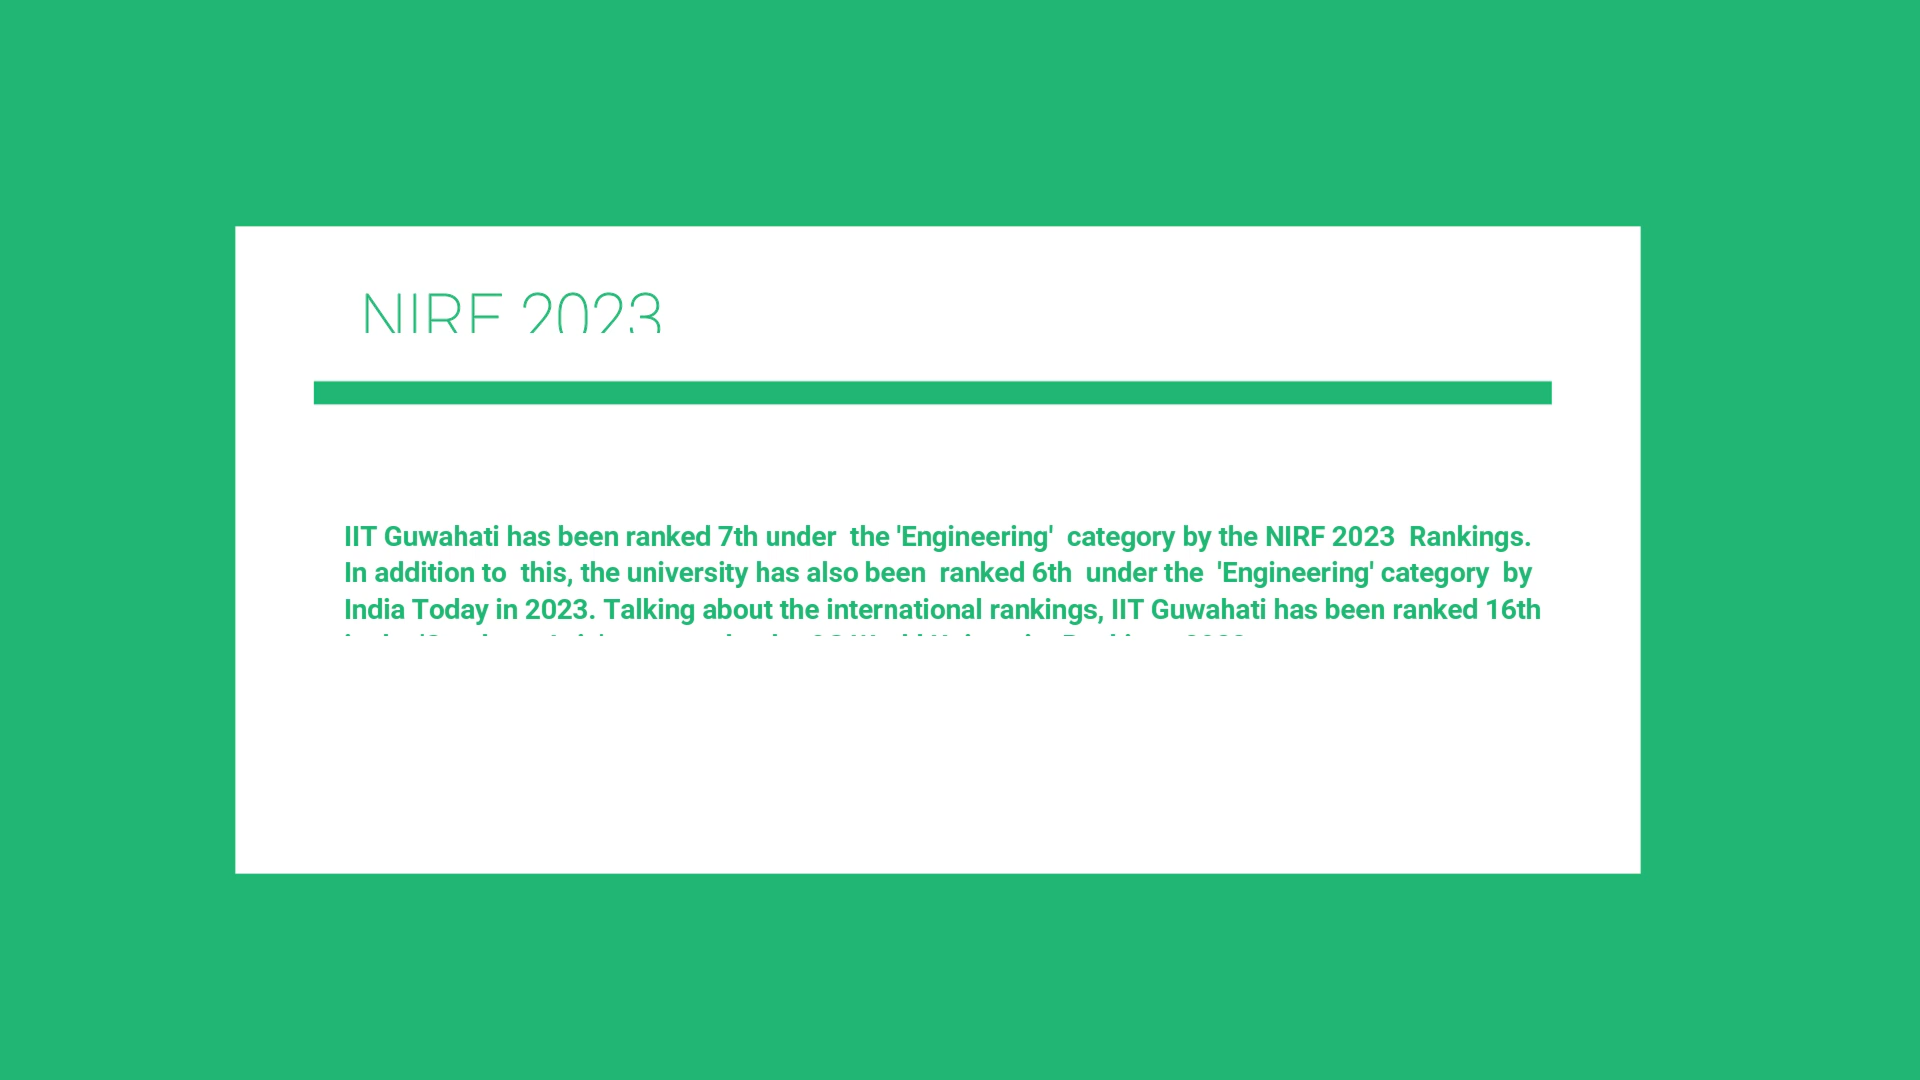 NIRF 2023
IIT Guwahati has been ranked 7th under the 'Engineering' category by the NIRF 2023 Rankings.
In addition to this, the university has also been ranked 6th under the 'Engineering' category by
India Today in 2023. Talking about the international rankings, IIT Guwahati has been ranked 16th